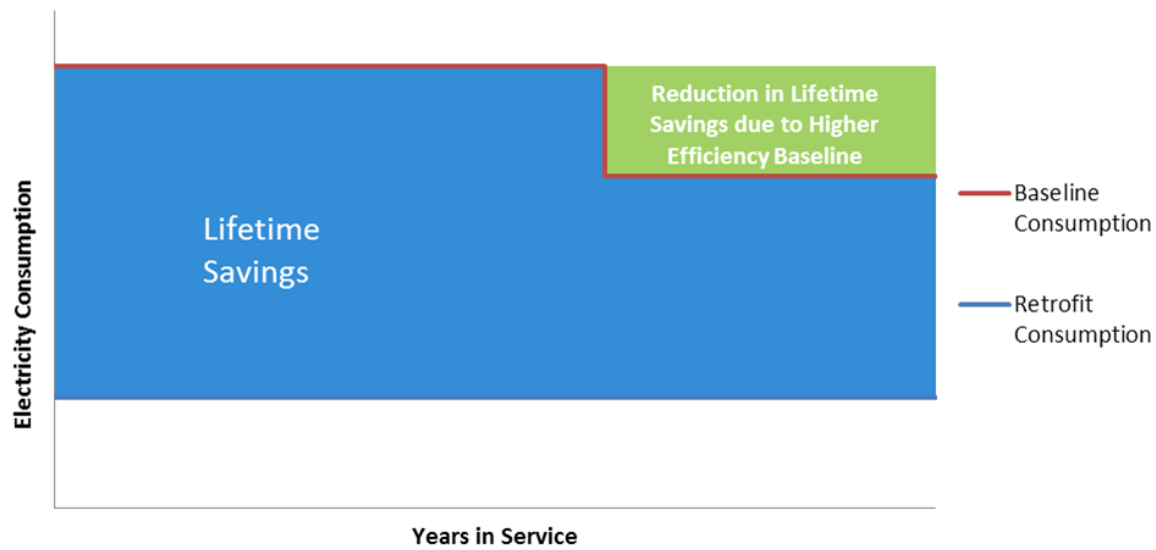 Reduction in Lifetime
Savings due to Higher
Efficiency Baseline
Lifetime
Savings
Baseline
Consumption
Retrofit
Consumption
Electricity Consumption
Years in Service